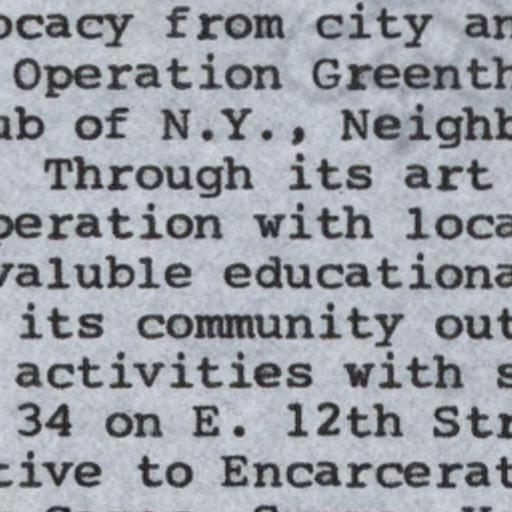 ocacy from city an
Operation Greenth
ub of N.Y., Neighb
Through its art
peration with loca
valuble educationa
its community out
activities with s
34 on E. 12th Str
tive to Encarcerat